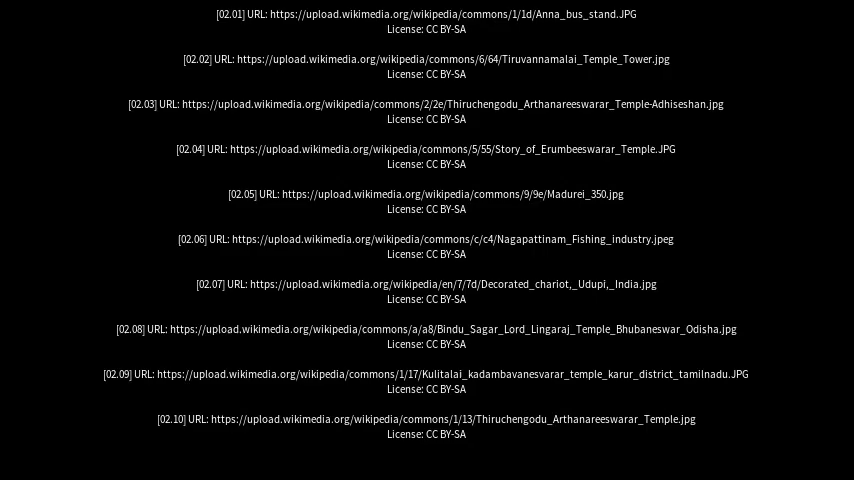 [02.01] URL: https://upload.wikimedia.org/wikipedia/commons/1/1d/Anna_bus_stand.JPG
License: CC BY-SA
[02.02] URL: https://upload.wikimedia.org/wikipedia/commons/6/64/Tiruvannamalai_Temple_Tower.jpg
License: CC BY-SA
[02.03] URL: https://upload.wikimedia.org/wikipedia/commons/2/2e/Thiruchengodu_Arthanareeswarar_Temple-Adhiseshan.jpg
License: CC BY-SA
[02.04] URL: https://upload.wikimedia.org/wikipedia/commons/5/55/Story_of_Erumbeeswarar_Temple.JPG
License: CC BY-SA
[02.05] URL: https://upload.wikimedia.org/wikipedia/commons/9/9e/Madurei_350.jpg
License: CC BY-SA
[02.06] URL: https://upload.wikimedia.org/wikipedia/commons/c/c4/Nagapattinam_Fishing_industry.jpeg
License: CC BY-SA
[02.07] URL: https://upload.wikimedia.org/wikipedia/en/7/7d/Decorated_chariot,_Udupi,_India.jpg
License: CC BY-SA
[02.08] URL: https://upload.wikimedia.org/wikipedia/commons/a/a8/Bindu_Sagar_Lord_Lingaraj_Temple_Bhubaneswar_Odisha.jpg
License: CC BY-SA
[02.09] URL: https://upload.wikimedia.org/wikipedia/commons/1/17/Kulitalai_kadambavanesvarar_temple_karur_district_tamilnadu.JPG
License: CC BY-SA
[02.10] URL: https://upload.wikimedia.org/wikipedia/commons/1/13/Thiruchengodu_Arthanareeswarar_Temple.jpg
License: CC BY-SA